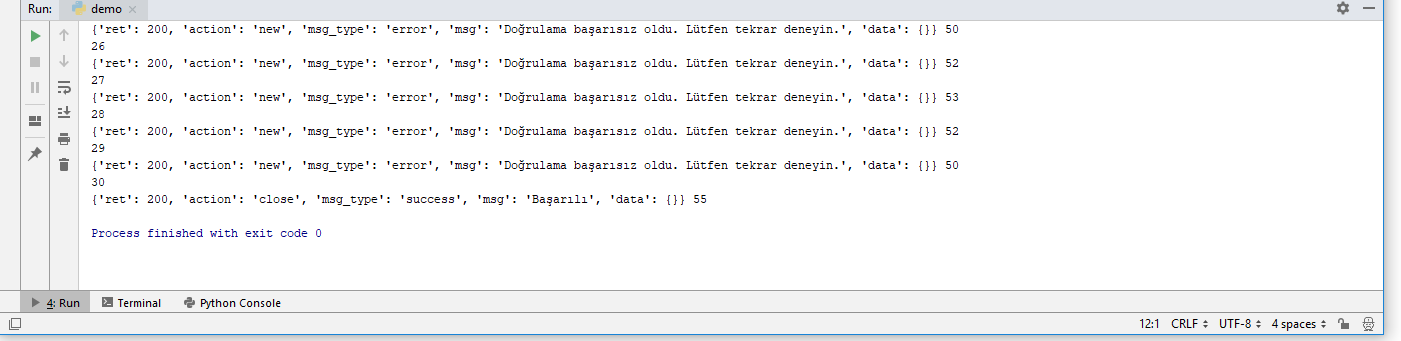 Run: demo
{'ret': 200, 'action': 'new', 'msg_type': 'error', 'msg': 'Doğrulama başarısız oldu. Lütfen tekrar deneyin.', 'data': {}} 50
26
{'ret': 200, 'action': 'new', 'msg_type': 'error', 'msg': 'Doğrulama başarısız oldu. Lütfen tekrar deneyin.', 'data': {}} 52
27
{'ret': 200, 'action': 'new', 'msg_type': 'error', 'msg': 'Doğrulama başarısız oldu. Lütfen tekrar deneyin.', 'data': {}} 53
28
{'ret': 200, 'action': 'new', 'msg_type': 'error', 'msg': 'Doğrulama başarısız oldu. Lütfen tekrar deneyin.', 'data': {}} 52
29
{'ret': 200, 'action': 'new', 'msg_type': 'error', 'msg': 'Doğrulama başarısız oldu. Lütfen tekrar deneyin.', 'data': {}} 50
30
{'ret': 200, 'action': 'close', 'msg_type': 'success', 'msg': 'Başarılı', 'data': {}} 55
Process finished with exit code 0
4: Run Terminal Python Console
12:1 CRLF UTF-8 4 spaces